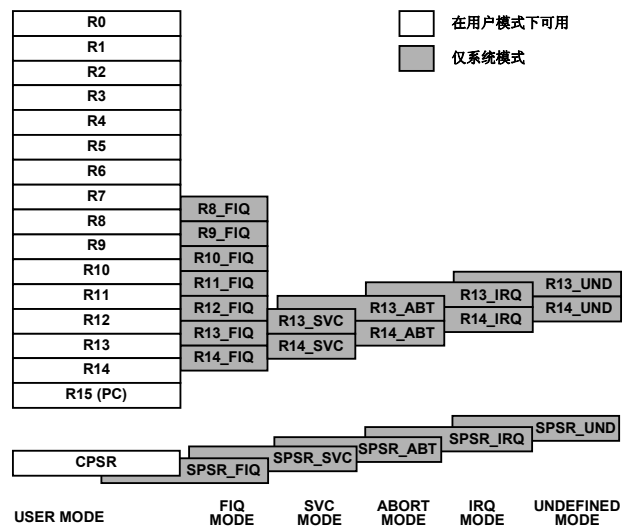 R0
R1
R2
R3
R4
R5
R6
R7
R8
R9
R10
R11
R12
R13
R14
R15 (PC)
在用户模式下可用
仅系统模式
R8_FIQ
R9_FIQ
R10_FIQ
R11_FIQ
R12_FIQ
R13_FIQ
R14_FIQ
R13_SVC
R14_SVC
R13_ABT
R14_ABT
R13_IRQ
R14_IRQ
R13_UND
R14_UND
CPSR
SPSR_FIQ
SPSR_SVC
SPSR_ABT
SPSR_IRQ
SPSR_UND
USER MODE
FIQ
MODE
SVC
MODE
ABORT
MODE
IRQ
MODE
UNDEFINED
MODE